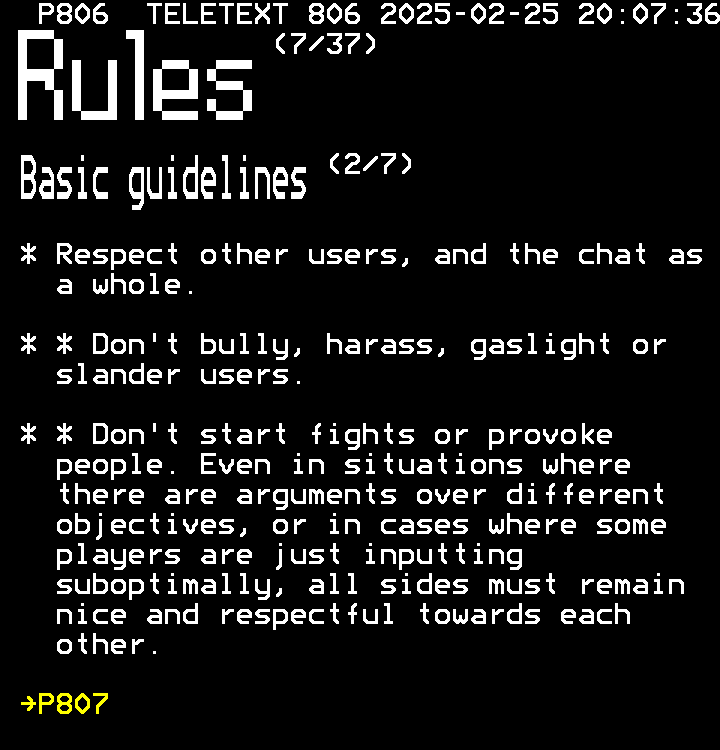 P806 TELETEXT 806 2025-02-25 20:07:36
Rules (7/37)
Basic guidelines (2/7)
* Respect other users, and the chat as
a whole.
* * Don't bully, harass, gaslight or
slander users.
* * Don't start fights or provoke
people. Even in situations where
there are arguments over different
objectives, or in cases where some
players are just inputting
suboptimally, all sides must remain
nice and respectful towards each
other.
→P807